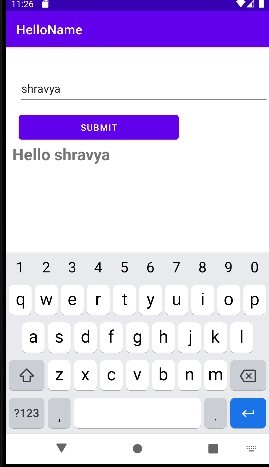 11:26
HelloName
shravya
SUBMIT
Hello shravya
1 2 3 4 5 6 7 8 9 0
q w e r t y u i o p
a s d f g h j k l
z x c v b n m
?123 , .